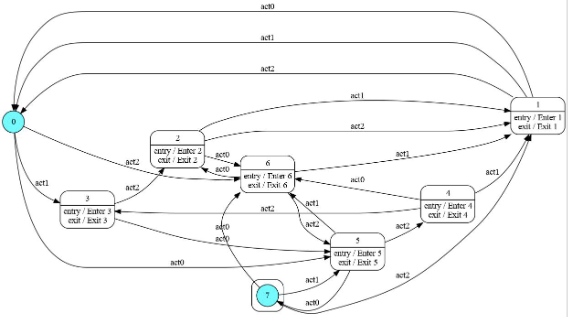 act0
act1
act2
1
entry / Enter 1
exit / Exit 1
act1
act2
0
2
entry / Enter 2
exit / Exit 2
act0
act0
6
entry / Enter 6
exit / Exit 6
act1
act2
act0
act1
act1
act2
3
entry / Enter 3
exit / Exit 3
4
entry / Enter 4
exit / Exit 4
act2
act0
act0
act1
act2
act2
5
entry / Enter 5
exit / Exit 5
act0
act1
act2
7
act0